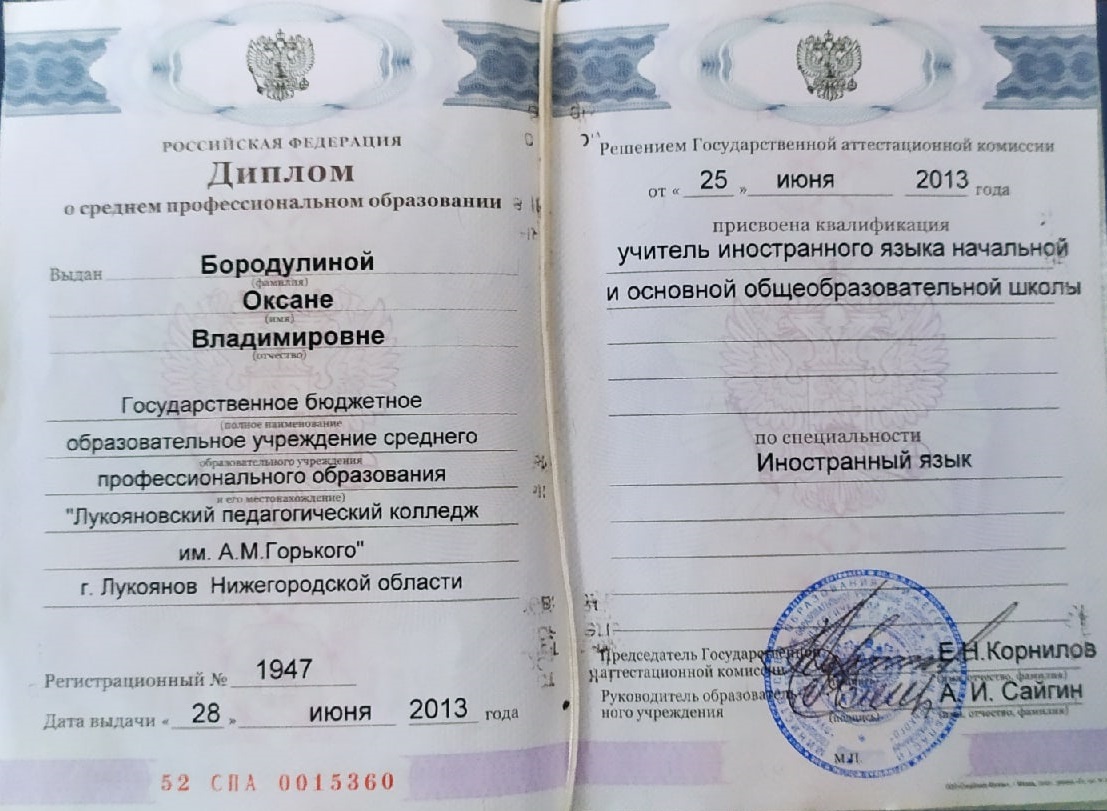 РОССИЙСКАЯ ФЕДЕРАЦИЯ
Диплом
о среднем профессиональном образовании
Выдан Бородулиной
(фамилия)
Оксане
(имя)
Владимировне
(отчество)
Государственное бюджетное
(полное наименование
образовательное учреждение среднего
образовательного учреждения
профессионального образования
и его местонахождение)
"Лукояновский педагогический колледж
им. А.М.Горького"
г. Лукоянов Нижегородской области
Регистрационный № 1947
Дата выдачи « 28 » июня 2013 года
52 СПА 0015360
Решением Государственной аттестационной комиссии
от « 25 » июня 2013 года
присвоена квалификация
учитель иностранного языка начальной
и основной общеобразовательной школы
по специальности
Иностранный язык
Председатель Государственной
аттестационной комиссии Е.Н.Корнилов
Руководитель образователь-
ного учреждения А. И. Сайгин
(подпись) отчество, фамилия)
М.П.